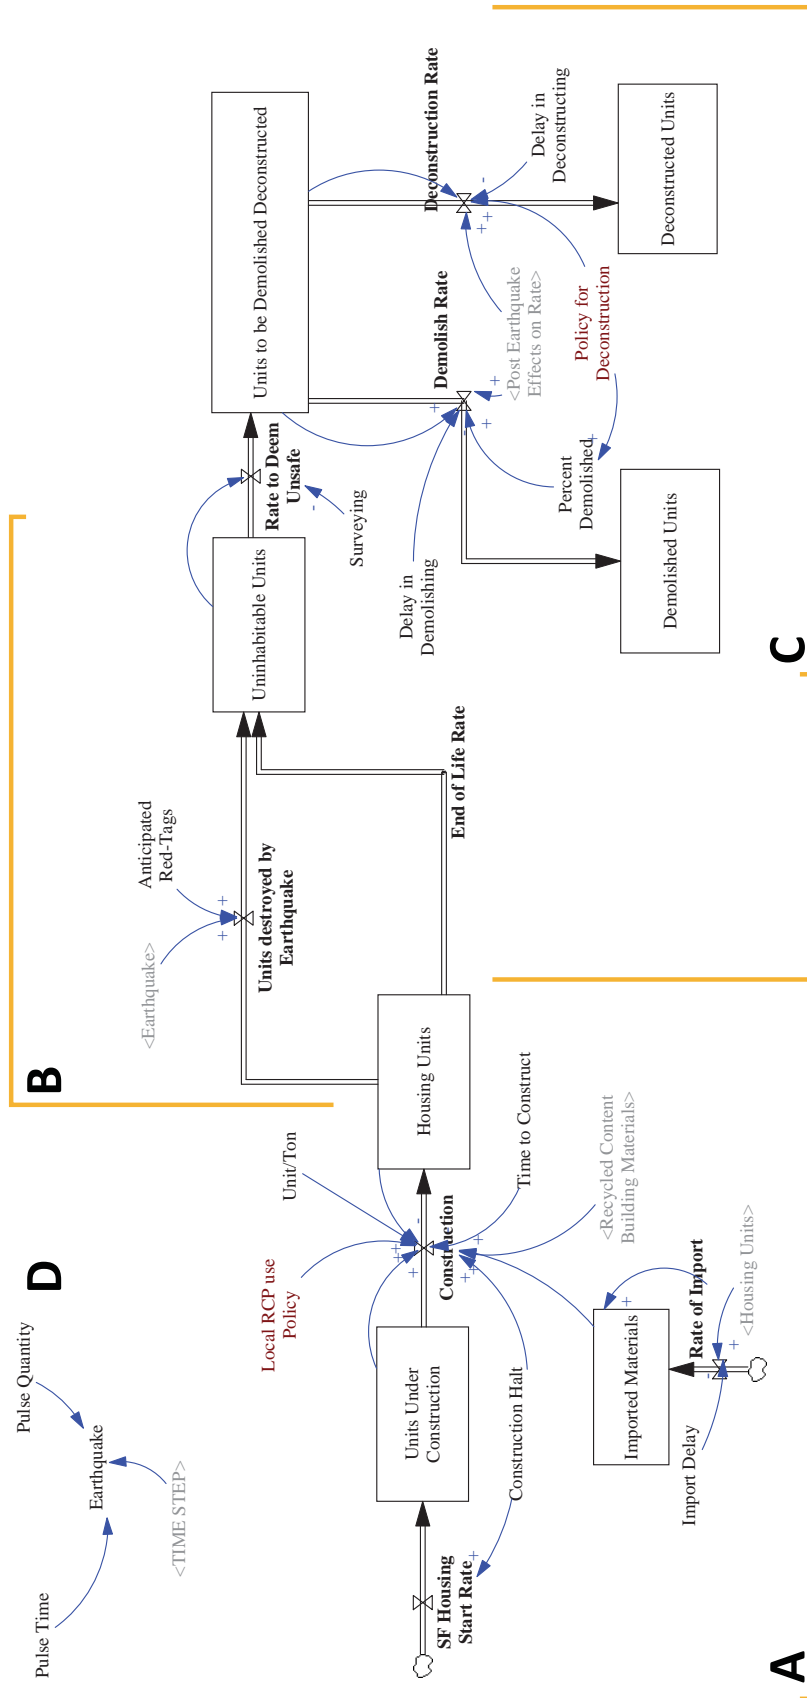 D
Pulse Time
Pulse Quantity
Earthquake
<TIME STEP>
B
<Earthquake>
Anticipated
Red-Tags
Units destroyed by
Earthquake
Uninhabitable Units
Rate to Deem
Unsafe
Surveying
Units to be Demolished Deconstructed
Local RCP use
Policy
Unit/Ton
SF Housing
Start Rate
+
Units Under
Construction
Construction
+
+
+
-
+
+
+
Housing Units
End of Life Rate
+
+
-
Construction Halt
Time to Construct
<Recycled Content
Building Materials>
A
Imported Materials
+
Rate of Import
<Housing Units>
Import Delay
-
+
Delay in
Demolishing
Demolish Rate
+
-
+
+
<Post Earthquake
Effects on Rate>
Percent
Demolished
+
Policy for
Deconstruction
Deconstruction Rate
-
+
+
Delay in
Deconstructing
C
Demolished Units
Deconstructed Units